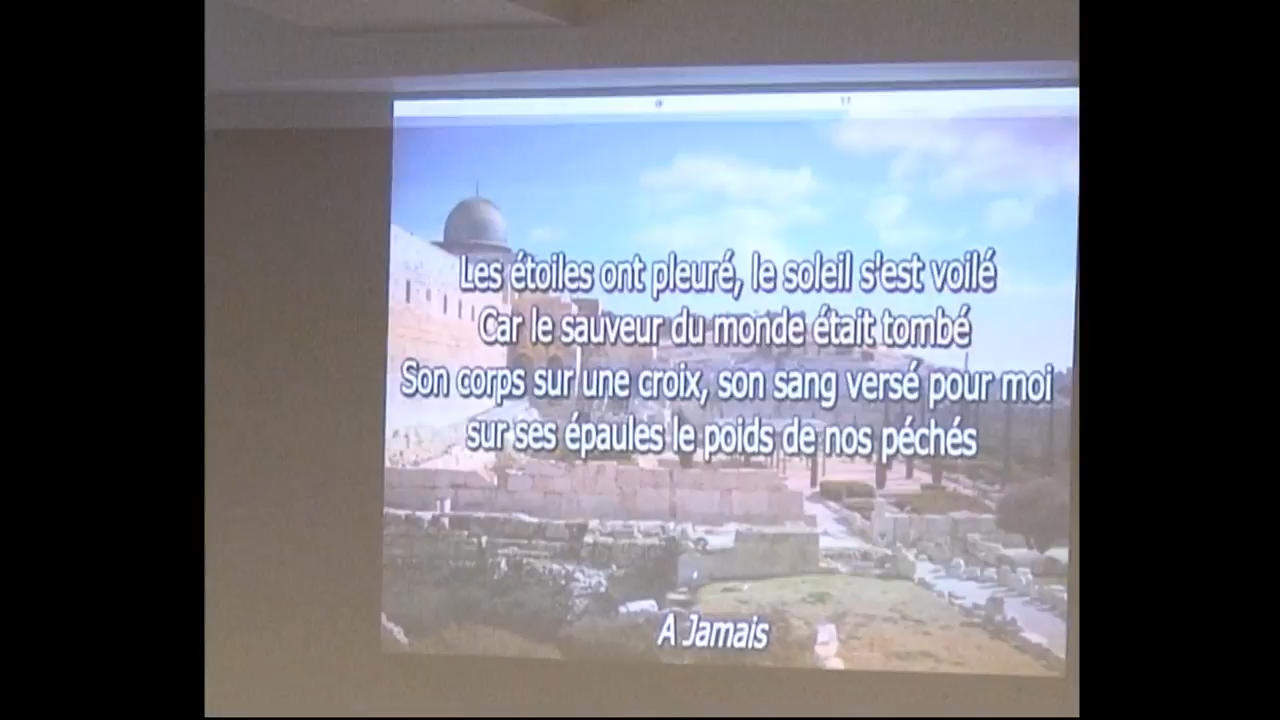 Les étoiles ont pleuré, le soleil s'est voilé
Car le sauveur du monde était tombé
Son corps sur une croix, son sang versé pour moi
sur ses épaules le poids de nos péchés
A Jamais